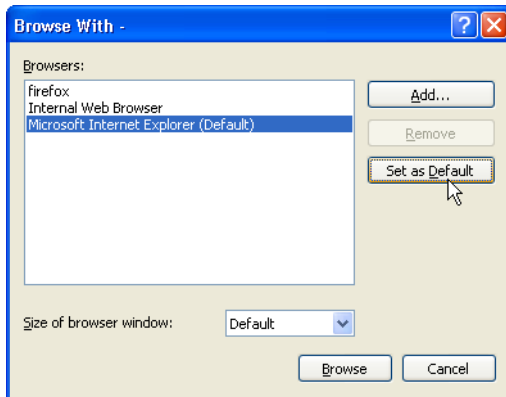 Browse With -
Browsers:
firefox
Internal Web Browser
Microsoft Internet Explorer (Default)
Add...
Remove
Set as Default
Size of browser window:
Default
Browse
Cancel